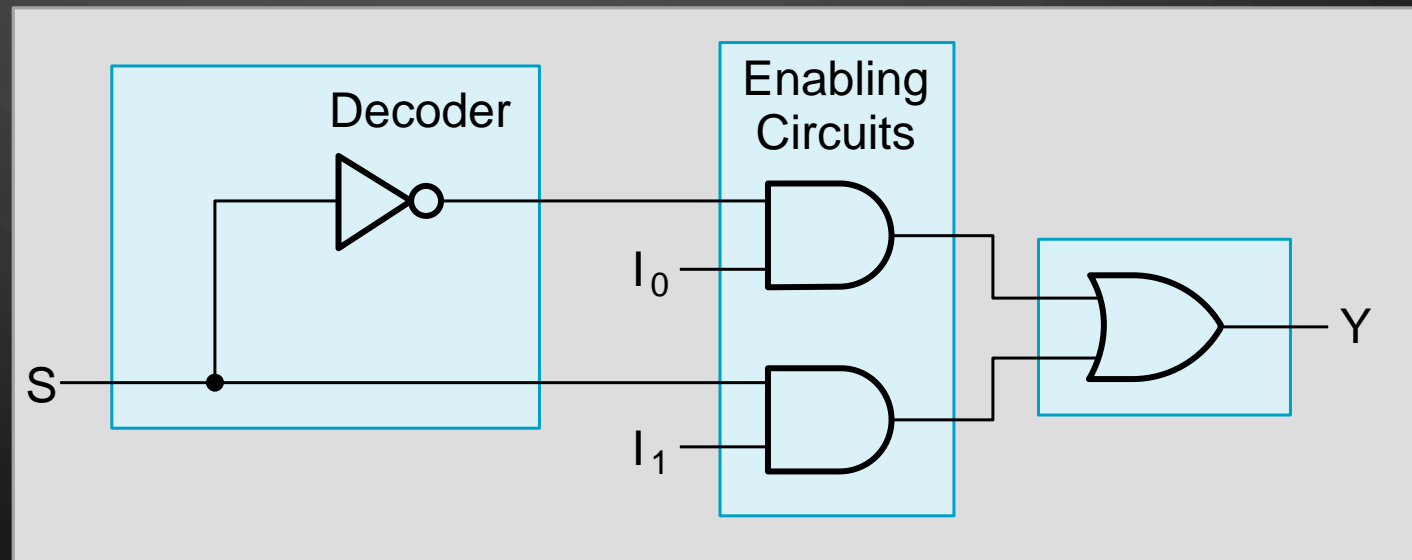 Decoder
Enabling
Circuits
I₀
S
I₁
Y